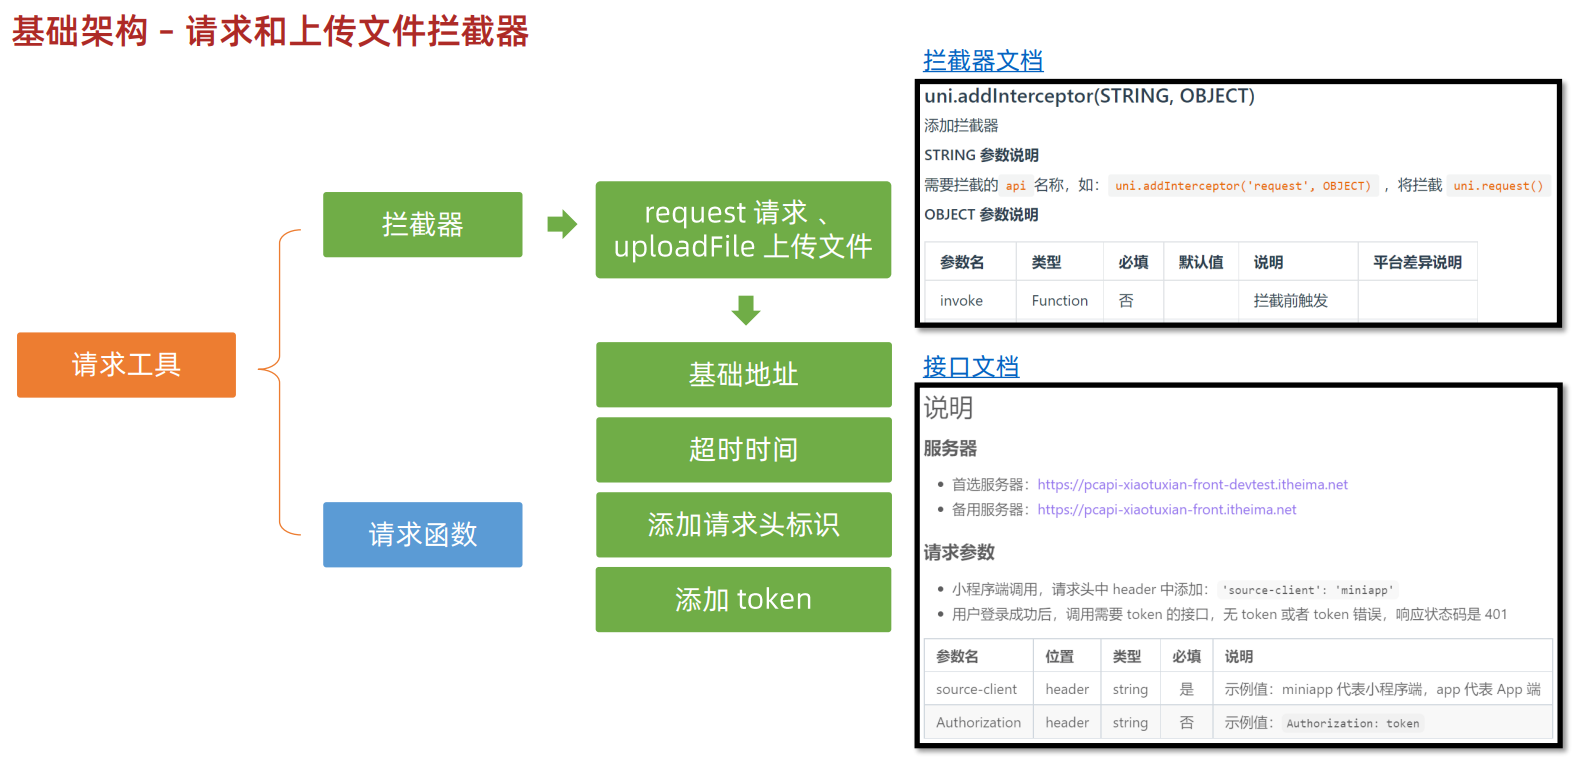 基础架构 – 请求和上传文件拦截器
请求工具
拦截器
request 请求 、
uploadFile 上传文件
基础地址
超时时间
添加请求头标识
添加 token
请求函数
拦截器文档
uni.addInterceptor(STRING, OBJECT)
添加拦截器
STRING 参数说明
需要拦截的 api 名称，如： uni.addInterceptor('request', OBJECT) ，将拦截 uni.request()
OBJECT 参数说明
参数名 类型 必填 默认值 说明 平台差异说明
invoke Function 否 拦截前触发
接口文档
说明
服务器
• 首选服务器：https://pcapi-xiaotuxian-front-devtest.itheima.net
• 备用服务器：https://pcapi-xiaotuxian-front.itheima.net
请求参数
• 小程序端调用，请求头中 header 中添加： 'source-client': 'miniapp'
• 用户登录成功后，调用需要 token 的接口，无 token 或者 token 错误，响应状态码是 401
参数名 位置 类型 必填 说明
source-client header string 是 示例值：miniapp 代表小程序端，app 代表 App 端
Authorization header string 否 示例值： Authorization: token